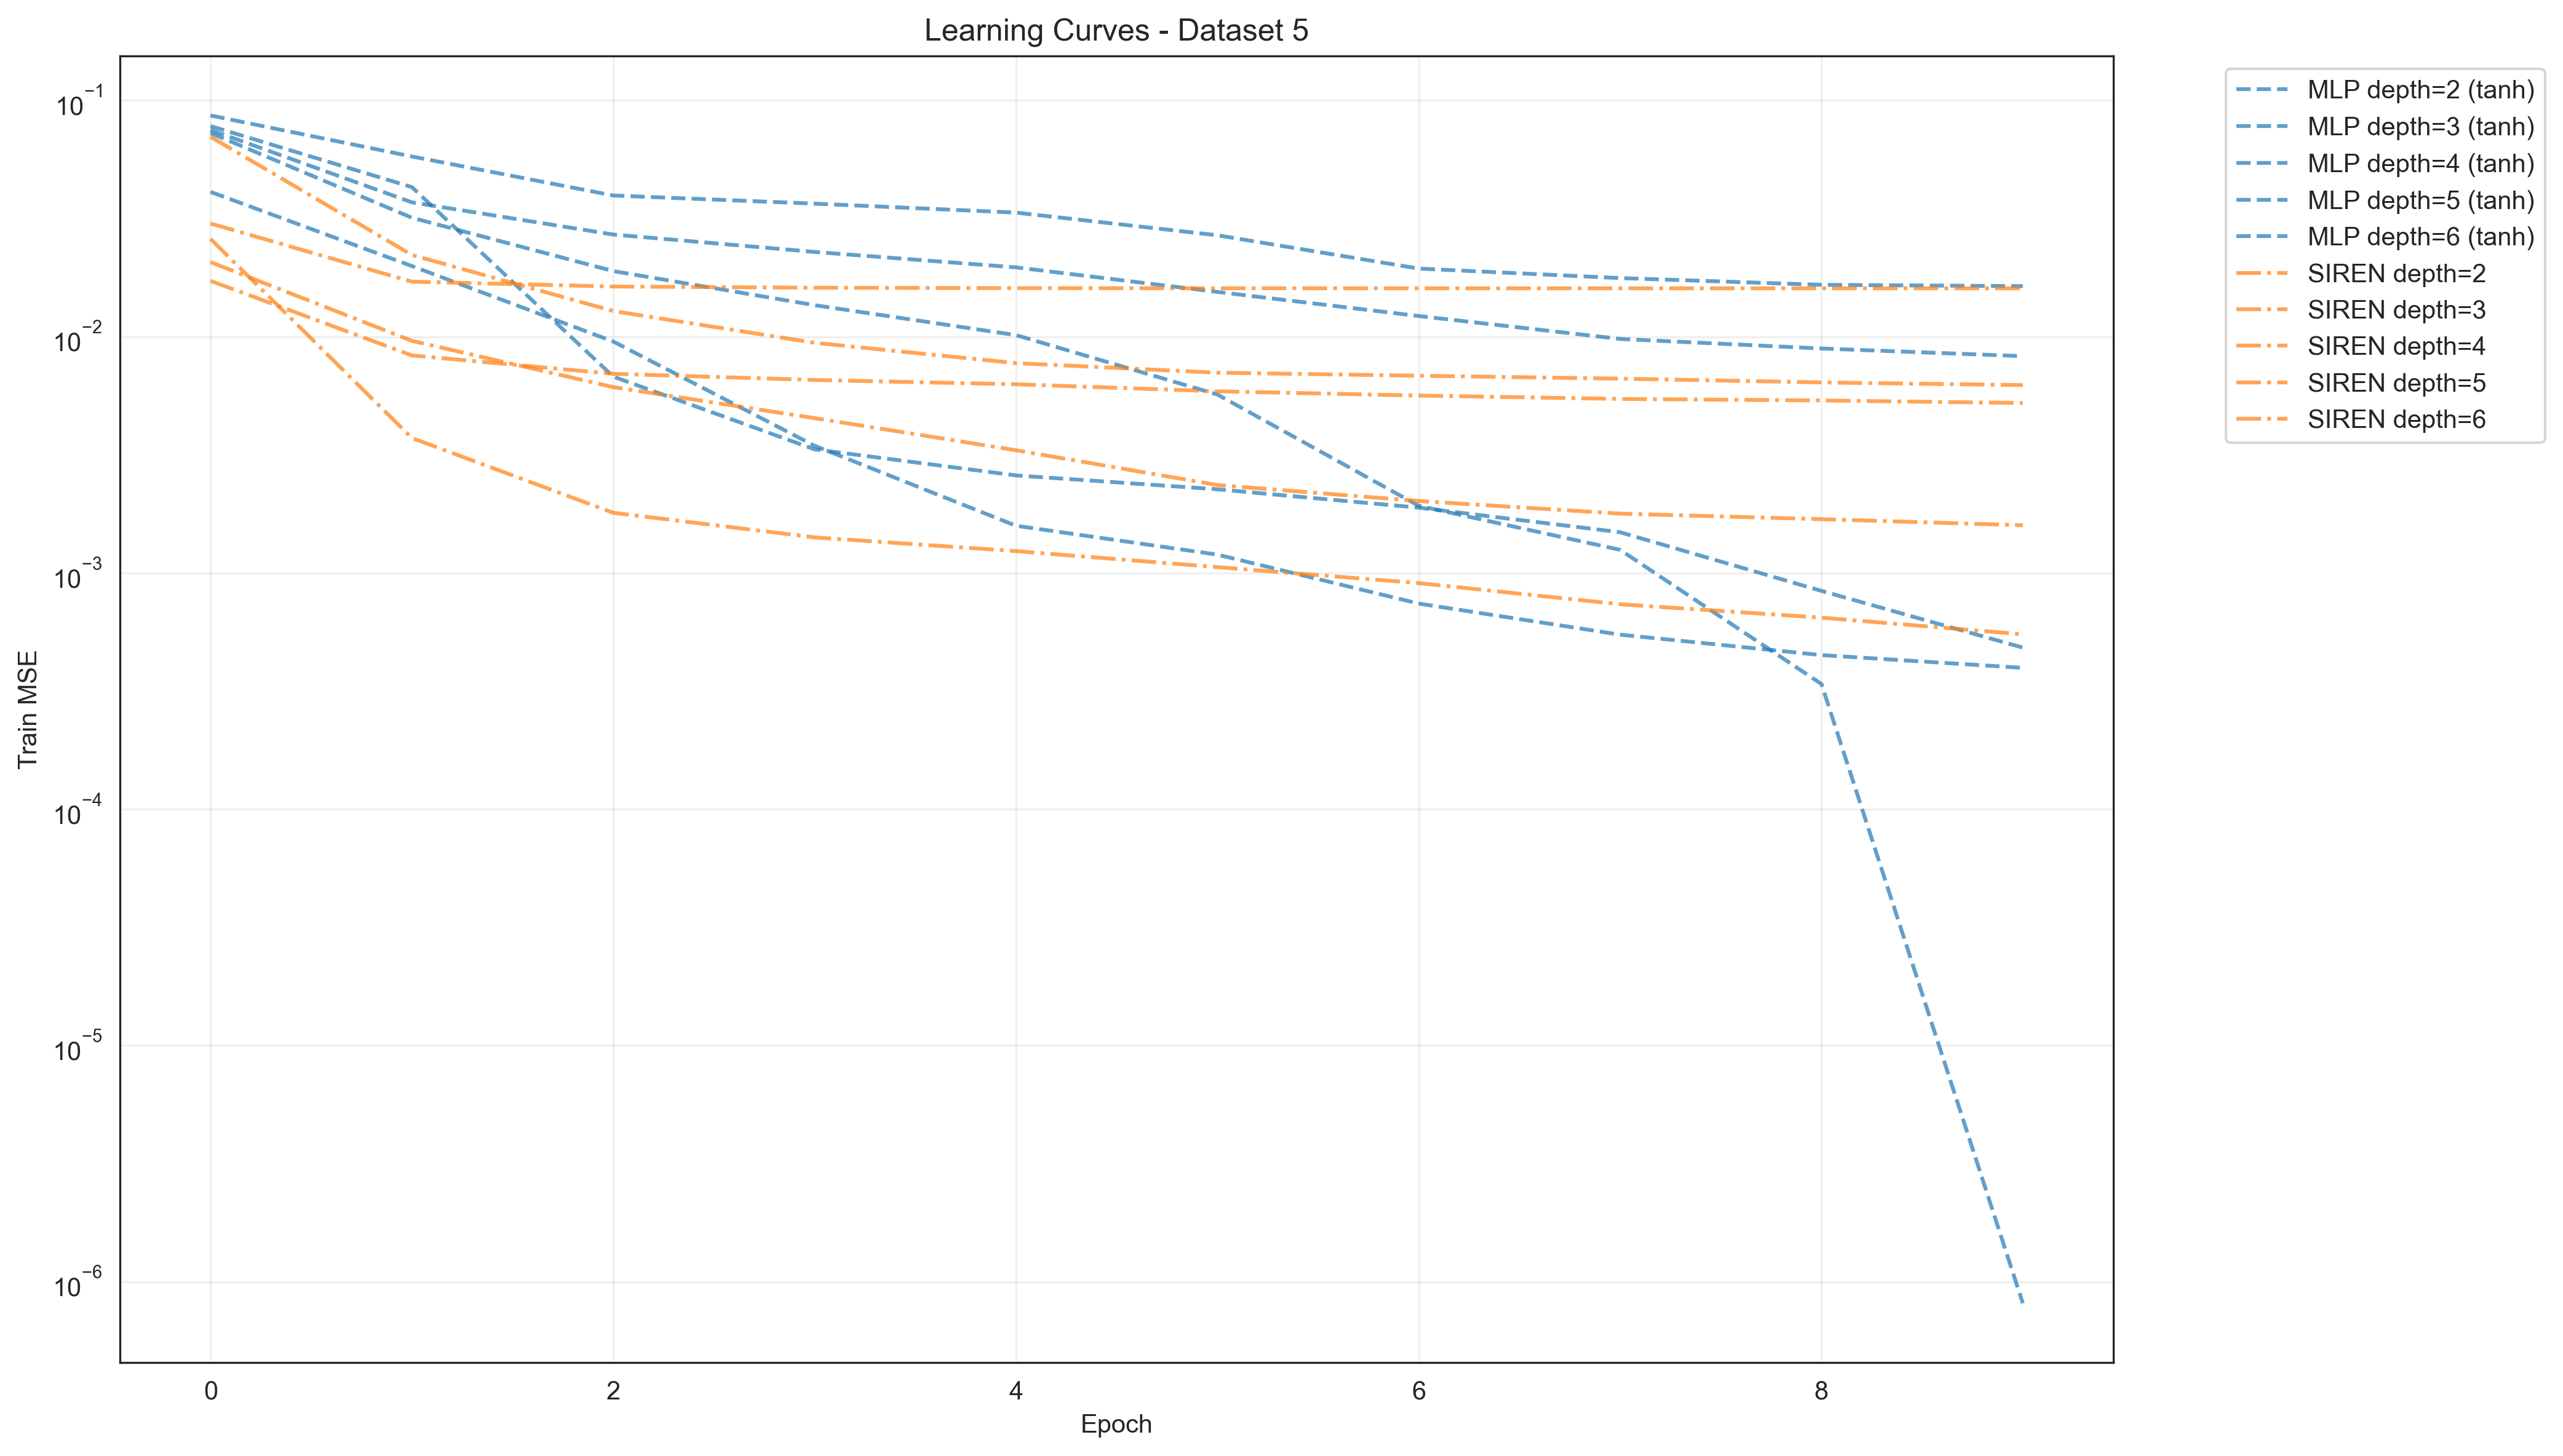 Learning Curves - Dataset 5
Train MSE
10⁻¹
10⁻²
10⁻³
10⁻⁴
10⁻⁵
10⁻⁶
0 2 4 6 8
Epoch
MLP depth=2 (tanh)
MLP depth=3 (tanh)
MLP depth=4 (tanh)
MLP depth=5 (tanh)
MLP depth=6 (tanh)
SIREN depth=2
SIREN depth=3
SIREN depth=4
SIREN depth=5
SIREN depth=6